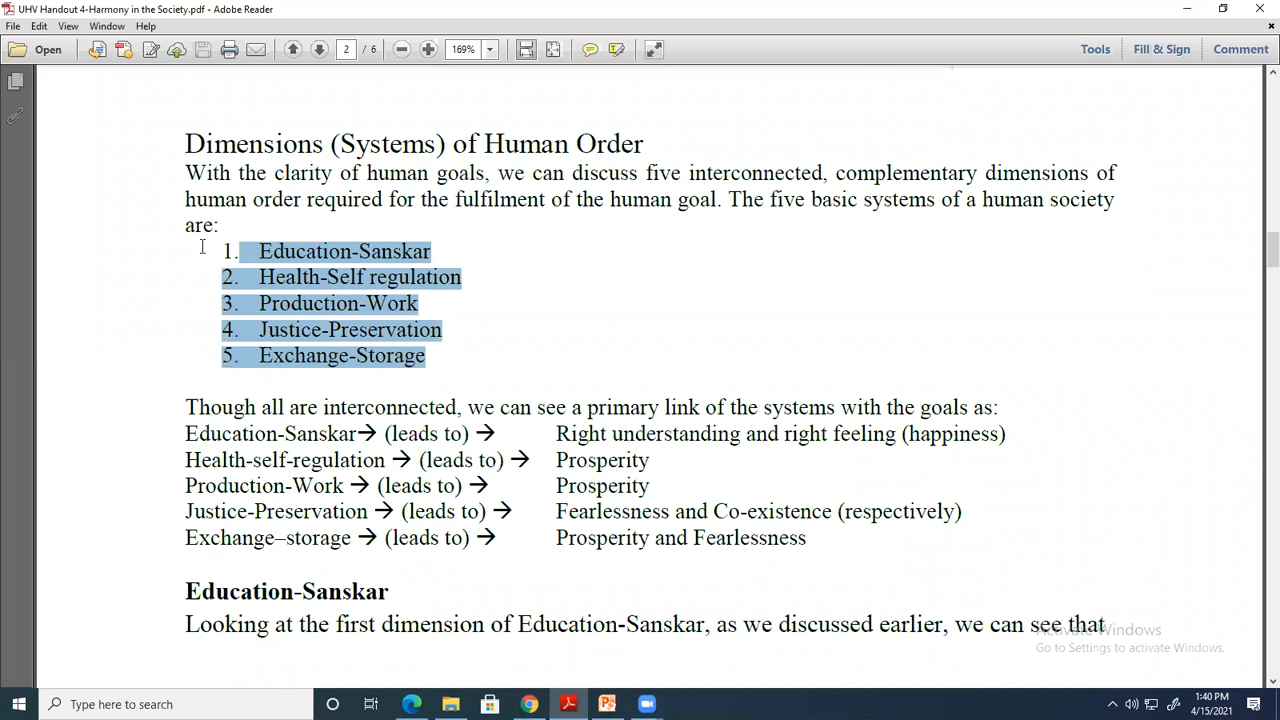 UHV Handout 4-Harmony in the Society.pdf - Adobe Reader
File Edit View Window Help
Open 2 / 6 169% Tools Fill & Sign Comment
Dimensions (Systems) of Human Order
With the clarity of human goals, we can discuss five interconnected, complementary dimensions of
human order required for the fulfilment of the human goal. The five basic systems of a human society
are:
1. Education-Sanskar
2. Health-Self regulation
3. Production-Work
4. Justice-Preservation
5. Exchange-Storage
Though all are interconnected, we can see a primary link of the systems with the goals as:
Education-Sanskar→ (leads to) → Right understanding and right feeling (happiness)
Health-self-regulation → (leads to) → Prosperity
Production-Work → (leads to) → Prosperity
Justice-Preservation → (leads to) → Fearlessness and Co-existence (respectively)
Exchange–storage → (leads to) → Prosperity and Fearlessness
Education-Sanskar
Looking at the first dimension of Education-Sanskar, as we discussed earlier, we can see that
Activate Windows
Go to Settings to activate Windows.
Type here to search
1:40 PM
4/15/2021